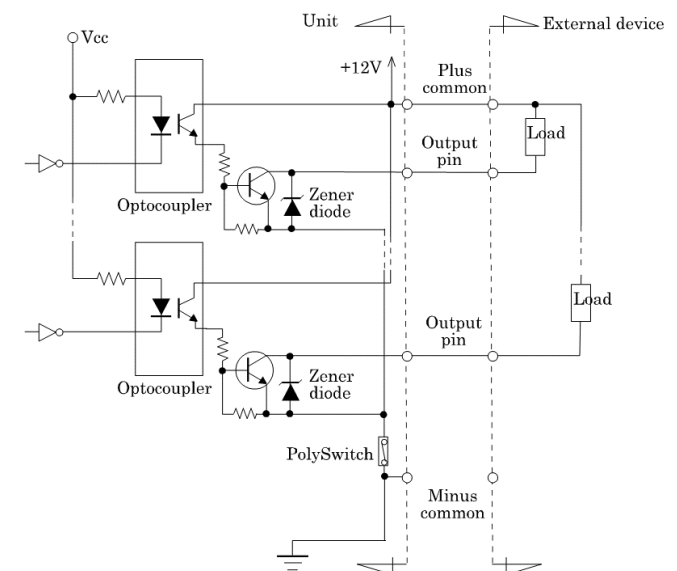 Unit
External device
Vcc
+12V
Plus
common
Load
Output
pin
Optocoupler
Zener
diode
Load
Output
pin
Optocoupler
Zener
diode
PolySwitch
Minus
common